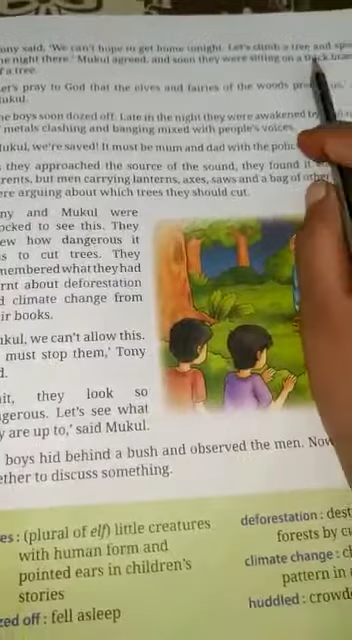 ony said, 'We can't hope to get home tonight. Let's climb a tree and spe
he night there.' Mukul agreed, and soon they were sitting on a thick bran
f a tree.
et's pray to God that the elves and fairies of the woods pro us,'
ukul.
he boys soon dozed off. Late in the night they were awakened by
metals clashing and banging mixed with people's voices.
ukul, we're saved! It must be mum and dad with the polic
they approached the source of the sound, they found it
rents, but men carrying lanterns, axes, saws and a bag of other
ere arguing about which trees they should cut.
ny and Mukul were
ocked to see this. They
ew how dangerous it
s to cut trees. They
membered what they had
rnt about deforestation
d climate change from
ir books.
ukul, we can't allow this.
must stop them,' Tony
d.
ait, they look so
gerous. Let's see what
y are up to,' said Mukul.
boys hid behind a bush and observed the men. Now
ether to discuss something.
es : (plural of elf) little creatures
with human form and
pointed ears in children's
stories
zed off : fell asleep
deforestation : dest
forests by cu
climate change : c
pattern in
huddled : crowd